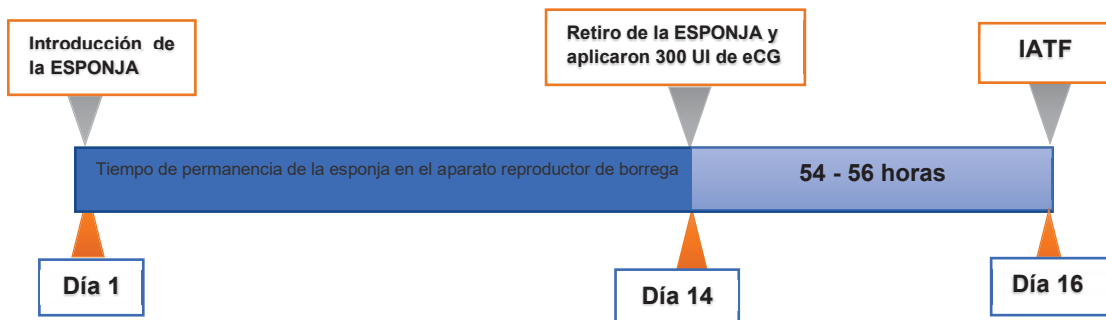 Introducción de
la ESPONJA
Retiro de la ESPONJA y
aplicaron 300 UI de eCG
IATF
Tiempo de permanencia de la esponja en el aparato reproductor de borrega
54 - 56 horas
Día 1
Día 14
Día 16